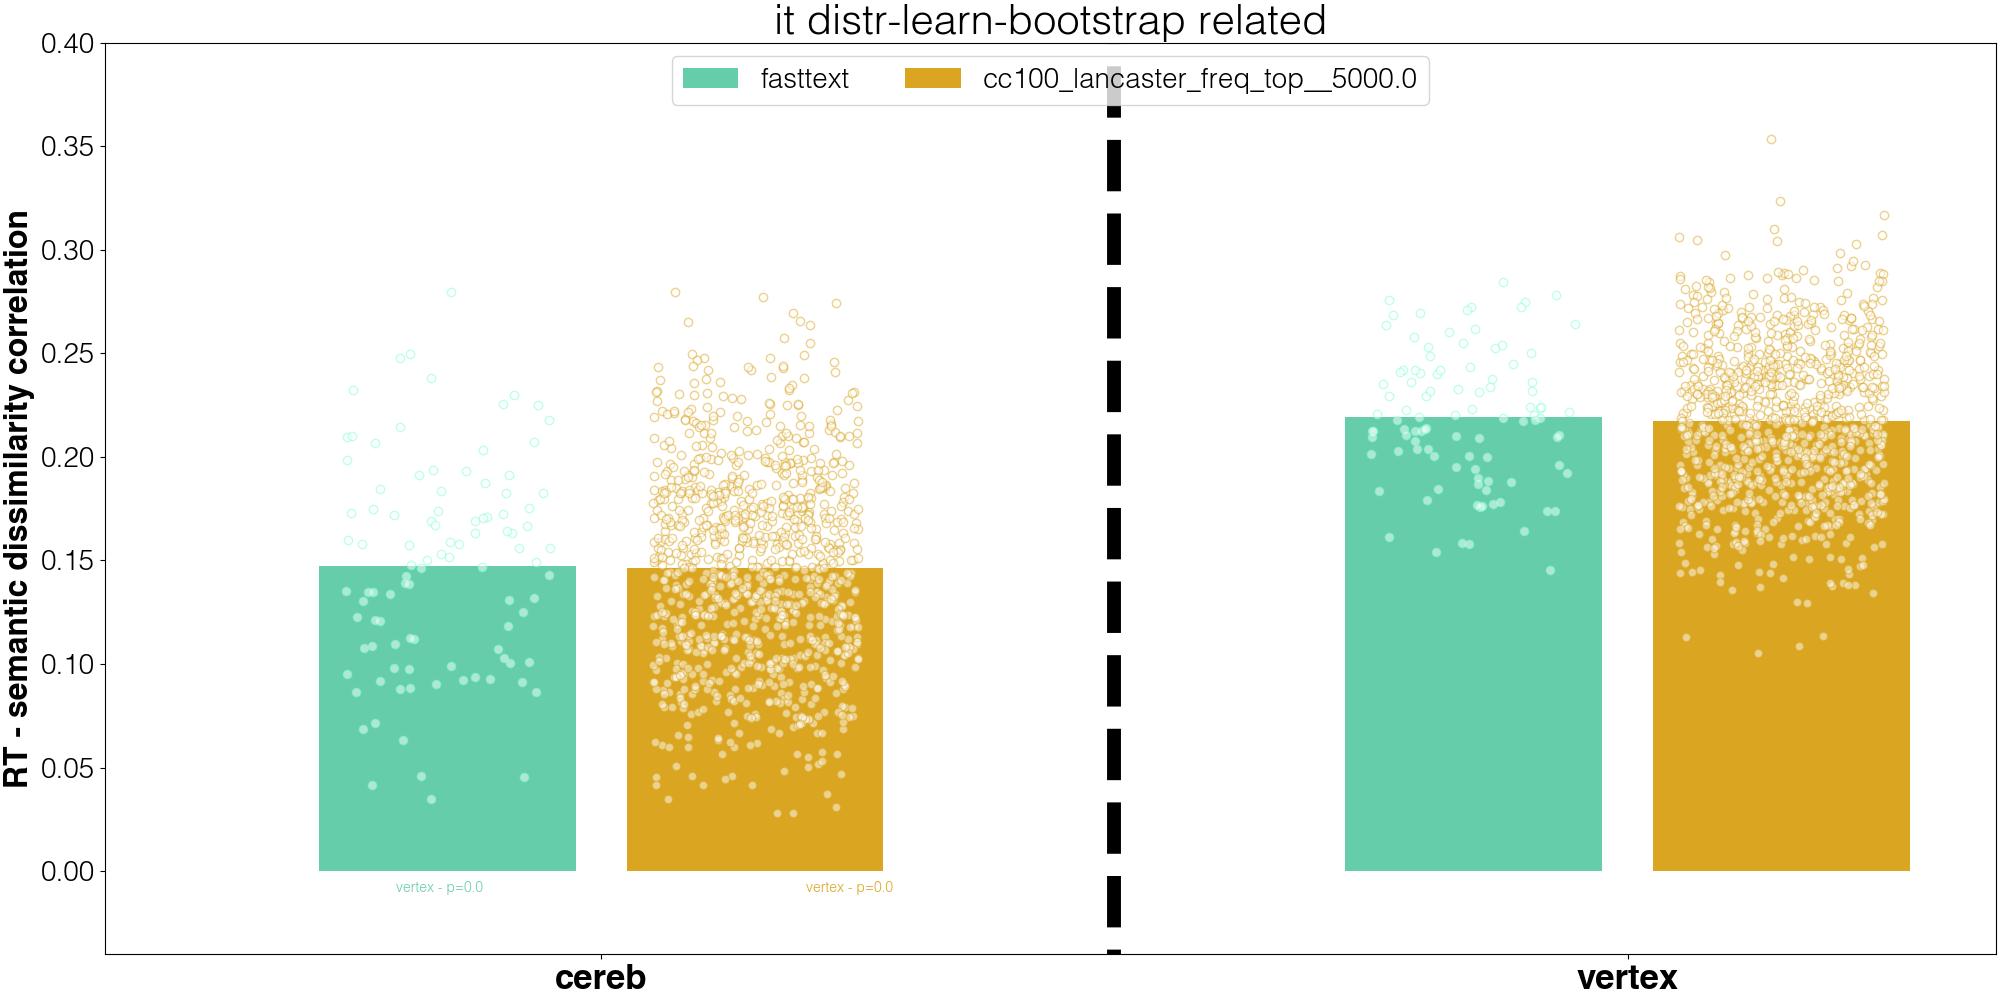 it distr-learn-bootstrap related
fasttext
cc100_lancaster_freq_top__5000.0
RT - semantic dissimilarity correlation
0.40
0.35
0.30
0.25
0.20
0.15
0.10
0.05
0.00
vertex - p=0.0
vertex - p=0.0
cereb
vertex